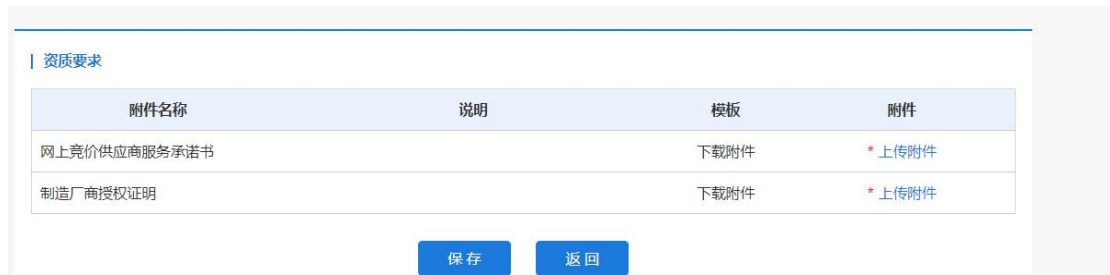 资质要求
附件名称 说明 模板 附件
网上竞价供应商服务承诺书 下载附件 * 上传附件
制造厂商授权证明 下载附件 * 上传附件
保存 返回